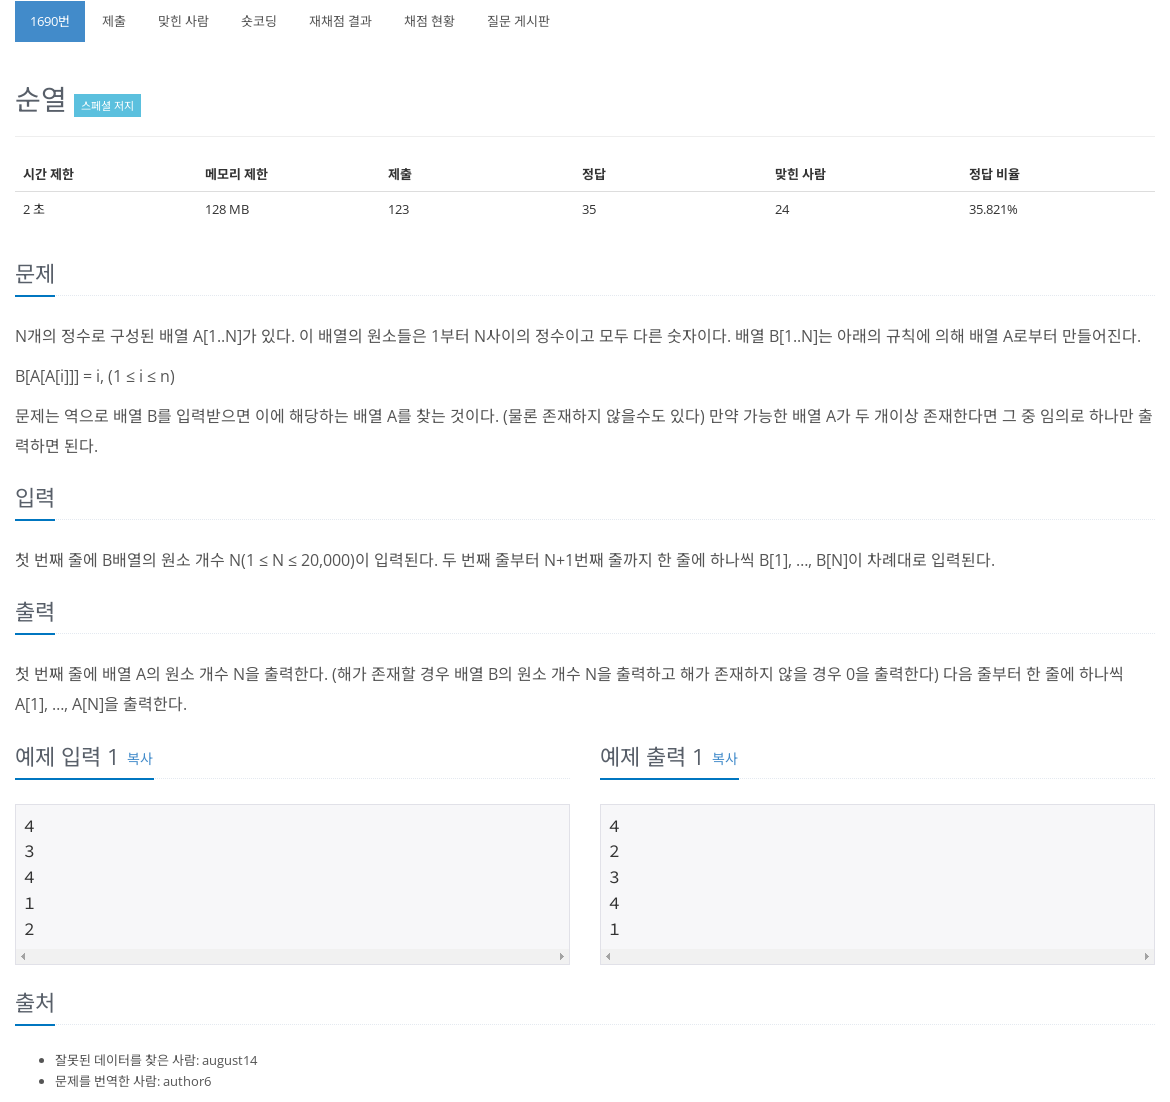 1690번 제출 맞힌 사람 숏코딩 재채점 결과 채점 현황 질문 게시판
순열 스페셜 저지
시간 제한 메모리 제한 제출 정답 맞힌 사람 정답 비율
2 초 128 MB 123 35 24 35.821%
문제
N개의 정수로 구성된 배열 A[1..N]가 있다. 이 배열의 원소들은 1부터 N사이의 정수이고 모두 다른 숫자이다. 배열 B[1..N]는 아래의 규칙에 의해 배열 A로부터 만들어진다.
B[A[A[i]]] = i, (1 ≤ i ≤ n)
문제는 역으로 배열 B를 입력받으면 이에 해당하는 배열 A를 찾는 것이다. (물론 존재하지 않을수도 있다) 만약 가능한 배열 A가 두 개이상 존재한다면 그 중 임의로 하나만 출
력하면 된다.
입력
첫 번째 줄에 B배열의 원소 개수 N(1 ≤ N ≤ 20,000)이 입력된다. 두 번째 줄부터 N+1번째 줄까지 한 줄에 하나씩 B[1], …, B[N]이 차례대로 입력된다.
출력
첫 번째 줄에 배열 A의 원소 개수 N을 출력한다. (해가 존재할 경우 배열 B의 원소 개수 N을 출력하고 해가 존재하지 않을 경우 0을 출력한다) 다음 줄부터 한 줄에 하나씩
A[1], …, A[N]을 출력한다.
예제 입력 1 복사
4
3
4
1
2
예제 출력 1 복사
4
2
3
4
1
출처
잘못된 데이터를 찾은 사람: august14
문제를 번역한 사람: author6